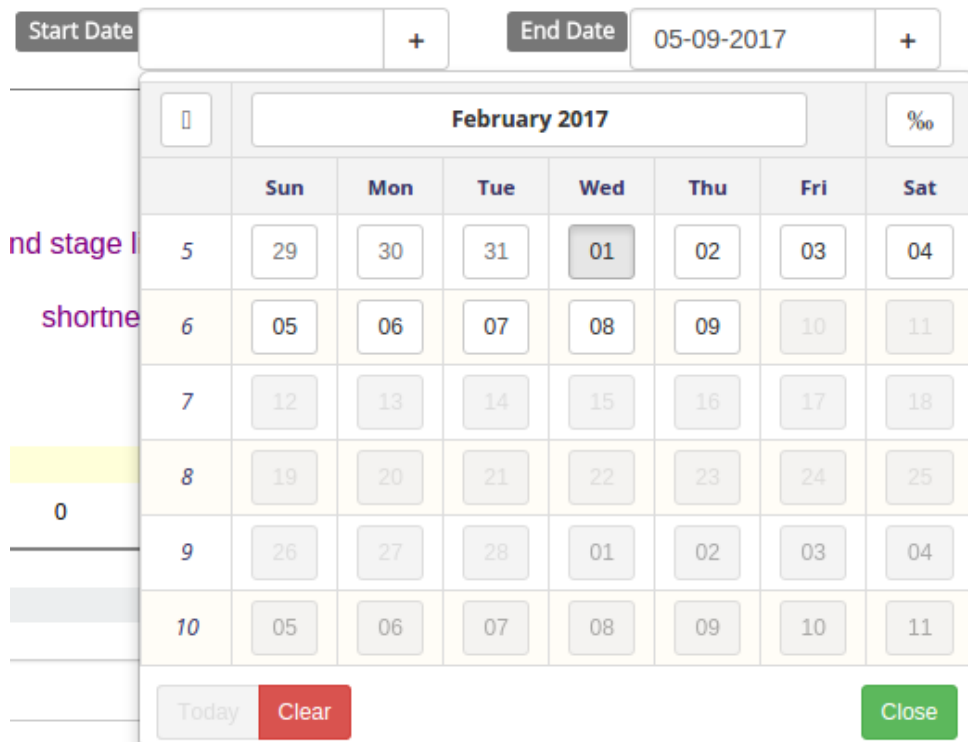 Start Date + End Date 05-09-2017 +
▯ February 2017 ‰
Sun Mon Tue Wed Thu Fri Sat
nd stage l 5 29 30 31 01 02 03 04
shortne 6 05 06 07 08 09 10 11
7 12 13 14 15 16 17 18
8 19 20 21 22 23 24 25
0
9 26 27 28 01 02 03 04
10 05 06 07 08 09 10 11
Today Clear Close